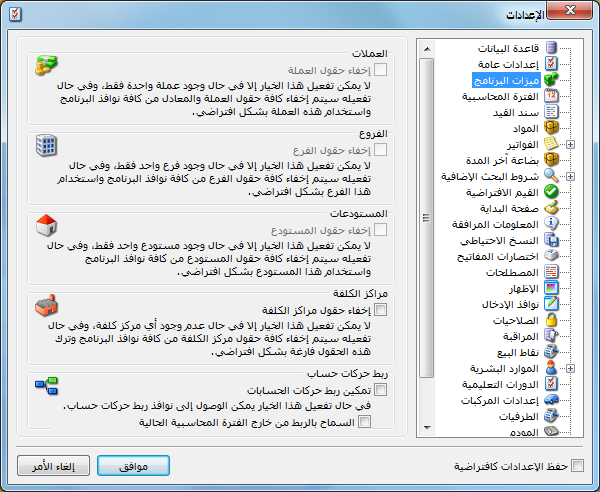 الإعدادات
قاعدة البيانات
إعدادات عامة
ميزات البرنامج
الفترة المحاسبية
سند القيد
المواد
الفواتير
بضاعة آخر المدة
شروط البحث الإضافية
القيم الافتراضية
صفحة البداية
المعلومات المرافقة
النسخ الاحتياطي
اختصارات المفاتيح
المصطلحات
الإظهار
نوافذ الإدخال
الصلاحيات
المراقبة
نقاط البيع
الموارد البشرية
الدورات التعليمية
إعدادات المركبات
الطرفيات
المودم
العملات
إخفاء حقول العملة
لا يمكن تفعيل هذا الخيار إلا في حال وجود عملة واحدة فقط، وفي حال
تفعيله سيتم إخفاء كافة حقول العملة والمعادل من كافة نوافذ البرنامج
واستخدام هذه العملة بشكل افتراضي.
الفروع
إخفاء حقول الفرع
لا يمكن تفعيل هذا الخيار إلا في حال وجود فرع واحد فقط، وفي حال
تفعيله سيتم إخفاء كافة حقول الفرع من كافة نوافذ البرنامج واستخدام
هذا الفرع بشكل افتراضي.
المستودعات
إخفاء حقول المستودع
لا يمكن تفعيل هذا الخيار إلا في حال وجود مستودع واحد فقط، وفي حال
تفعيله سيتم إخفاء كافة حقول المستودع من كافة نوافذ البرنامج
واستخدام هذا المستودع بشكل افتراضي.
مراكز الكلفة
إخفاء حقول مراكز الكلفة
لا يمكن تفعيل هذا الخيار إلا في حال عدم وجود أي مركز كلفة، وفي حال
تفعيله سيتم إخفاء كافة حقول مركز الكلفة من كافة نوافذ البرنامج وترك
هذه الحقول فارغة بشكل افتراضي.
ربط حركات حساب
تمكين ربط حركات الحسابات
في حال تفعيل هذا الخيار يمكن الوصول إلى نوافذ ربط حركات حساب.
السماح بالربط من خارج الفترة المحاسبية الحالية
حفظ الإعدادات كافتراضية
موافق
إلغاء الأمر